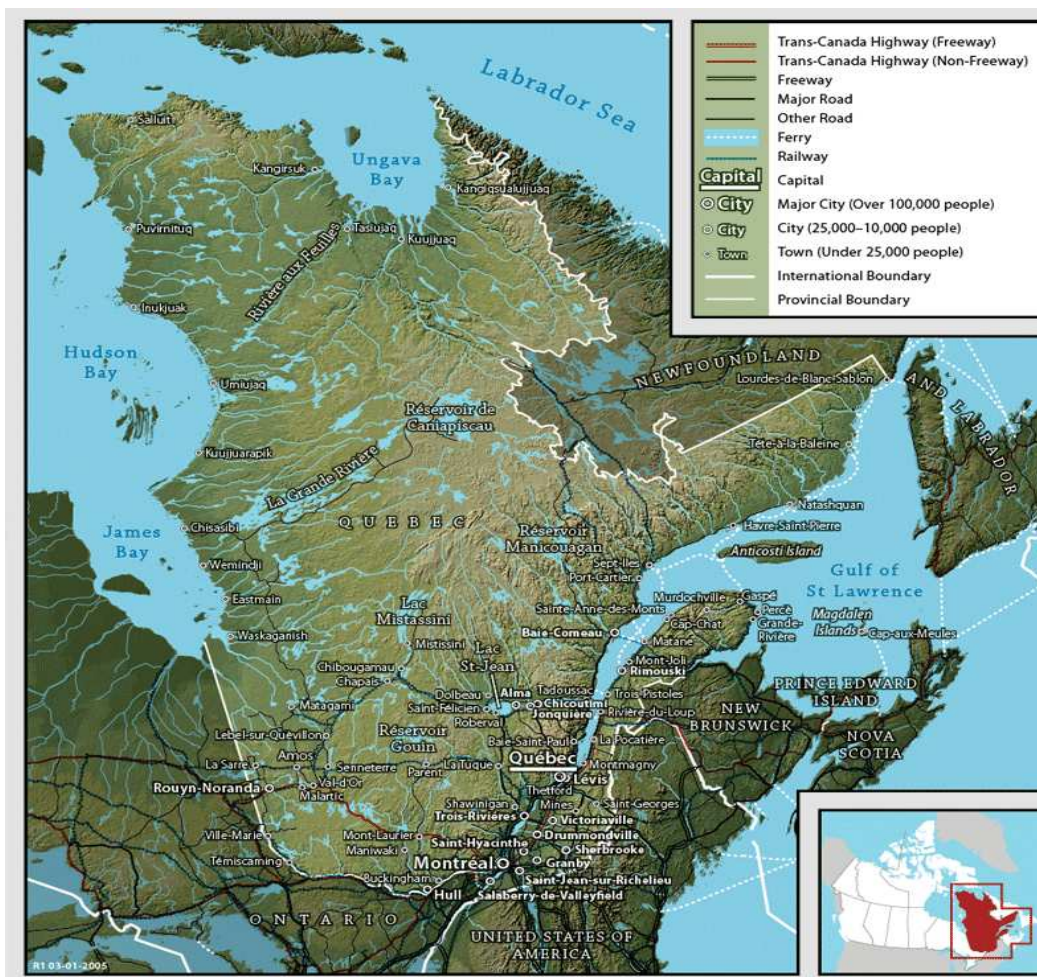 Labrador Sea
Trans-Canada Highway (Freeway)
Trans-Canada Highway (Non-Freeway)
Freeway
Major Road
Other Road
Ferry
Railway
Capital Capital
City Major City (Over 100,000 people)
City City (25,000–10,000 people)
Town Town (Under 25,000 people)
International Boundary
Provincial Boundary
Salluit
Ungava
Bay
Kangirsuk
Kangiqsualujjuaq
Puvirnituq
Tasiujaq
Kuujjuaq
Rivière aux Feuilles
Inukjuak
Hudson
Bay
Umiujaq
NEWFOUNDLAND
AND LABRADOR
Lourdes-de-Blanc-Sablon
Réservoir de
Caniapiscau
Tête-à-la-Baleine
Kuujjuarapik
La Grande Rivière
Natashquan
Chisasibi
QUEBEC
Réservoir
Manicouagan
Havre-Saint-Pierre
James
Bay
Anticosti Island
Wemindji
Sept-Iles
Port-Cartier
Gulf of
St Lawrence
Eastmain
Lac
Mistassini
Murdochville
Gaspé
Sainte-Anne-des-Monts
Percé
Cap-Chat
Grande-
Rivière
Magdalen
Islands
Cap-aux-Meules
Waskaganish
Baie-Comeau
Matane
Mistissini
Lac
St-Jean
Mont-Joli
Rimouski
Chibougamau
Chapais
Tadoussac
PRINCE EDWARD
ISLAND
Dolbeau
Alma
Chicoutimi
Trois-Pistoles
Matagami
Saint-Félicien
Jonquière
Rivière-du-Loup
NEW
BRUNSWICK
Roberval
Lebel-sur-Quévillon
Réservoir
Gouin
Baie-Saint-Paul
La Pocatière
NOVA
SCOTIA
Amos
La Sarre
Senneterre
Parent
La Tuque
Québec
Montmagny
Lévis
Rouyn-Noranda
Val-d'Or
Malartic
Thetford
Mines
Saint-Georges
Shawinigan
Trois-Rivières
Victoriaville
Ville-Marie
Mont-Laurier
Drummondville
Saint-Hyacinthe
Maniwaki
Sherbrooke
Témiscaming
Montréal
Granby
Buckingham
Saint-Jean-sur-Richelieu
Hull
Salaberry-de-Valleyfield
ONTARIO
UNITED STATES OF
AMERICA
R1 03-01-2005